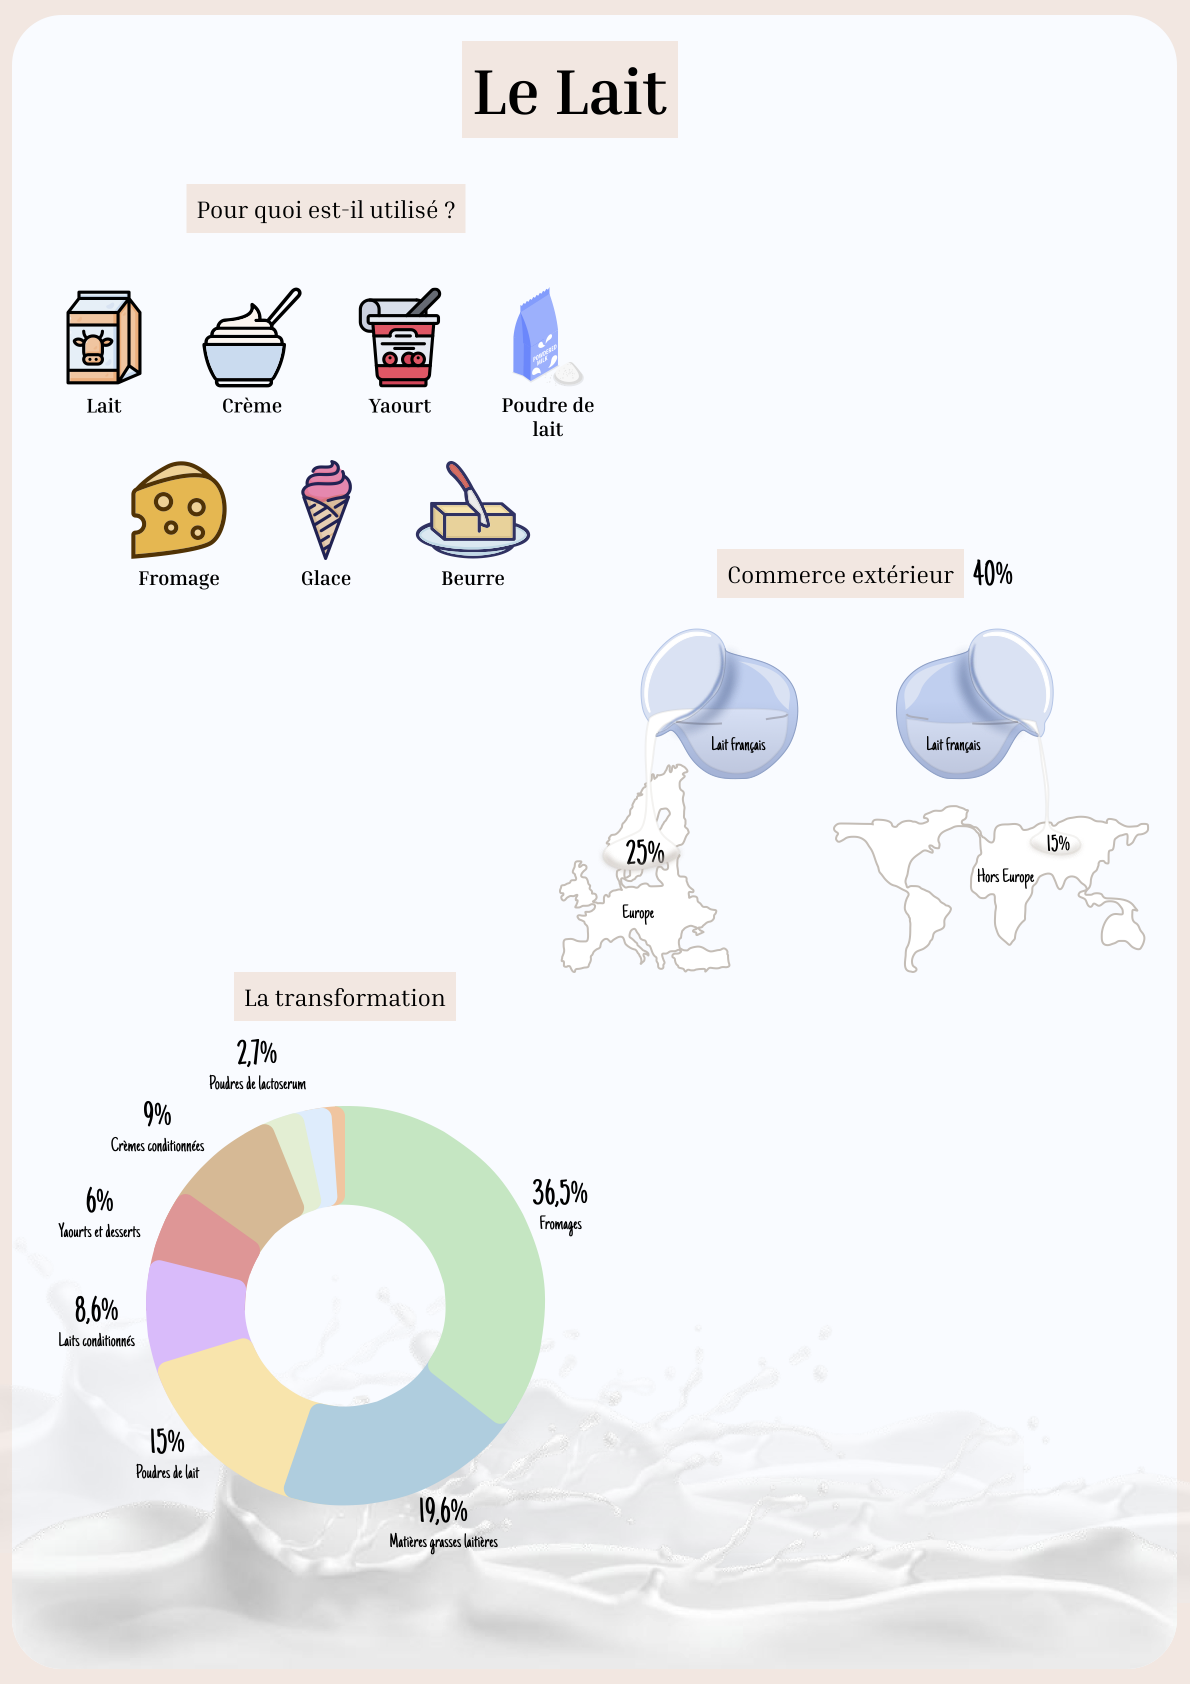 Le Lait
Pour quoi est-il utilisé ?
POWDERED
MILK
Lait
Crème
Yaourt
Poudre de
lait
Fromage
Glace
Beurre
Commerce extérieur
40%
Lait français
Lait français
25%
Europe
15%
Hors Europe
La transformation
2,7%
Poudres de lactoserum
9%
Crèmes conditionnées
6%
Yaourts et desserts
8,6%
Laits conditionnés
15%
Poudres de lait
36,5%
Fromages
19,6%
Matières grasses laitières